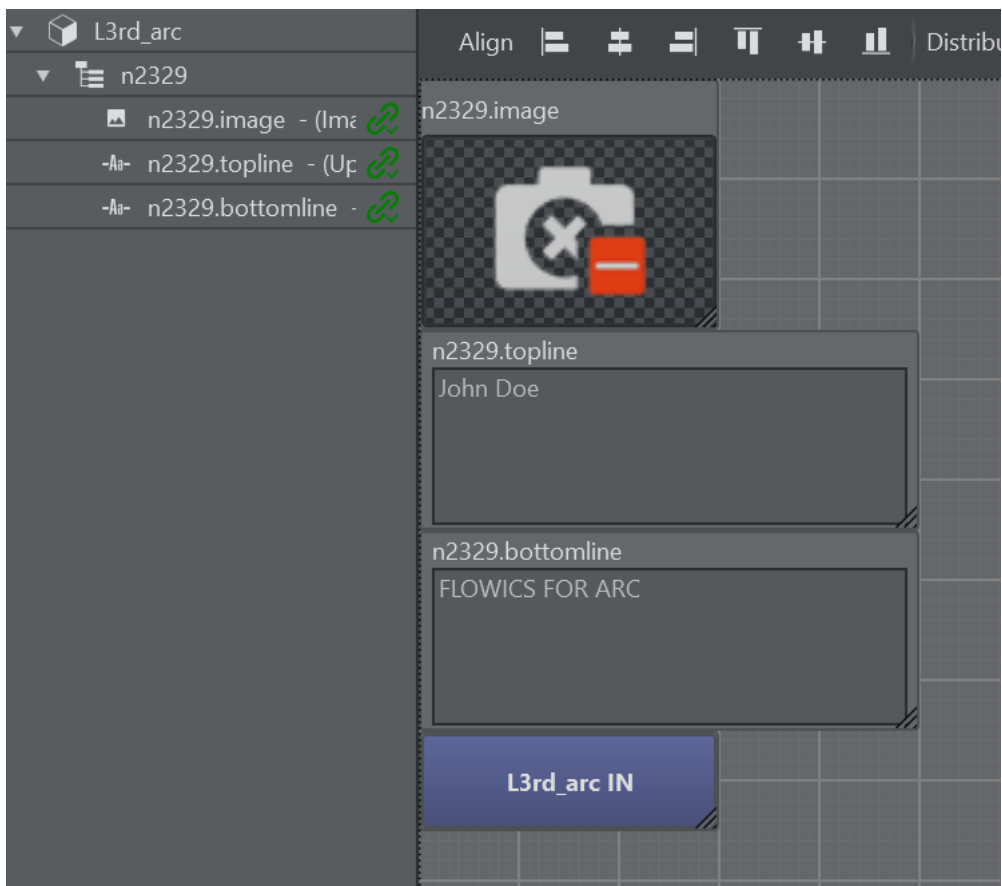 L3rd_arc
n2329
n2329.image - (Ima
n2329.topline - (Up
n2329.bottomline -
Align
Distribu
n2329.image
n2329.topline
John Doe
n2329.bottomline
FLOWICS FOR ARC
L3rd_arc IN